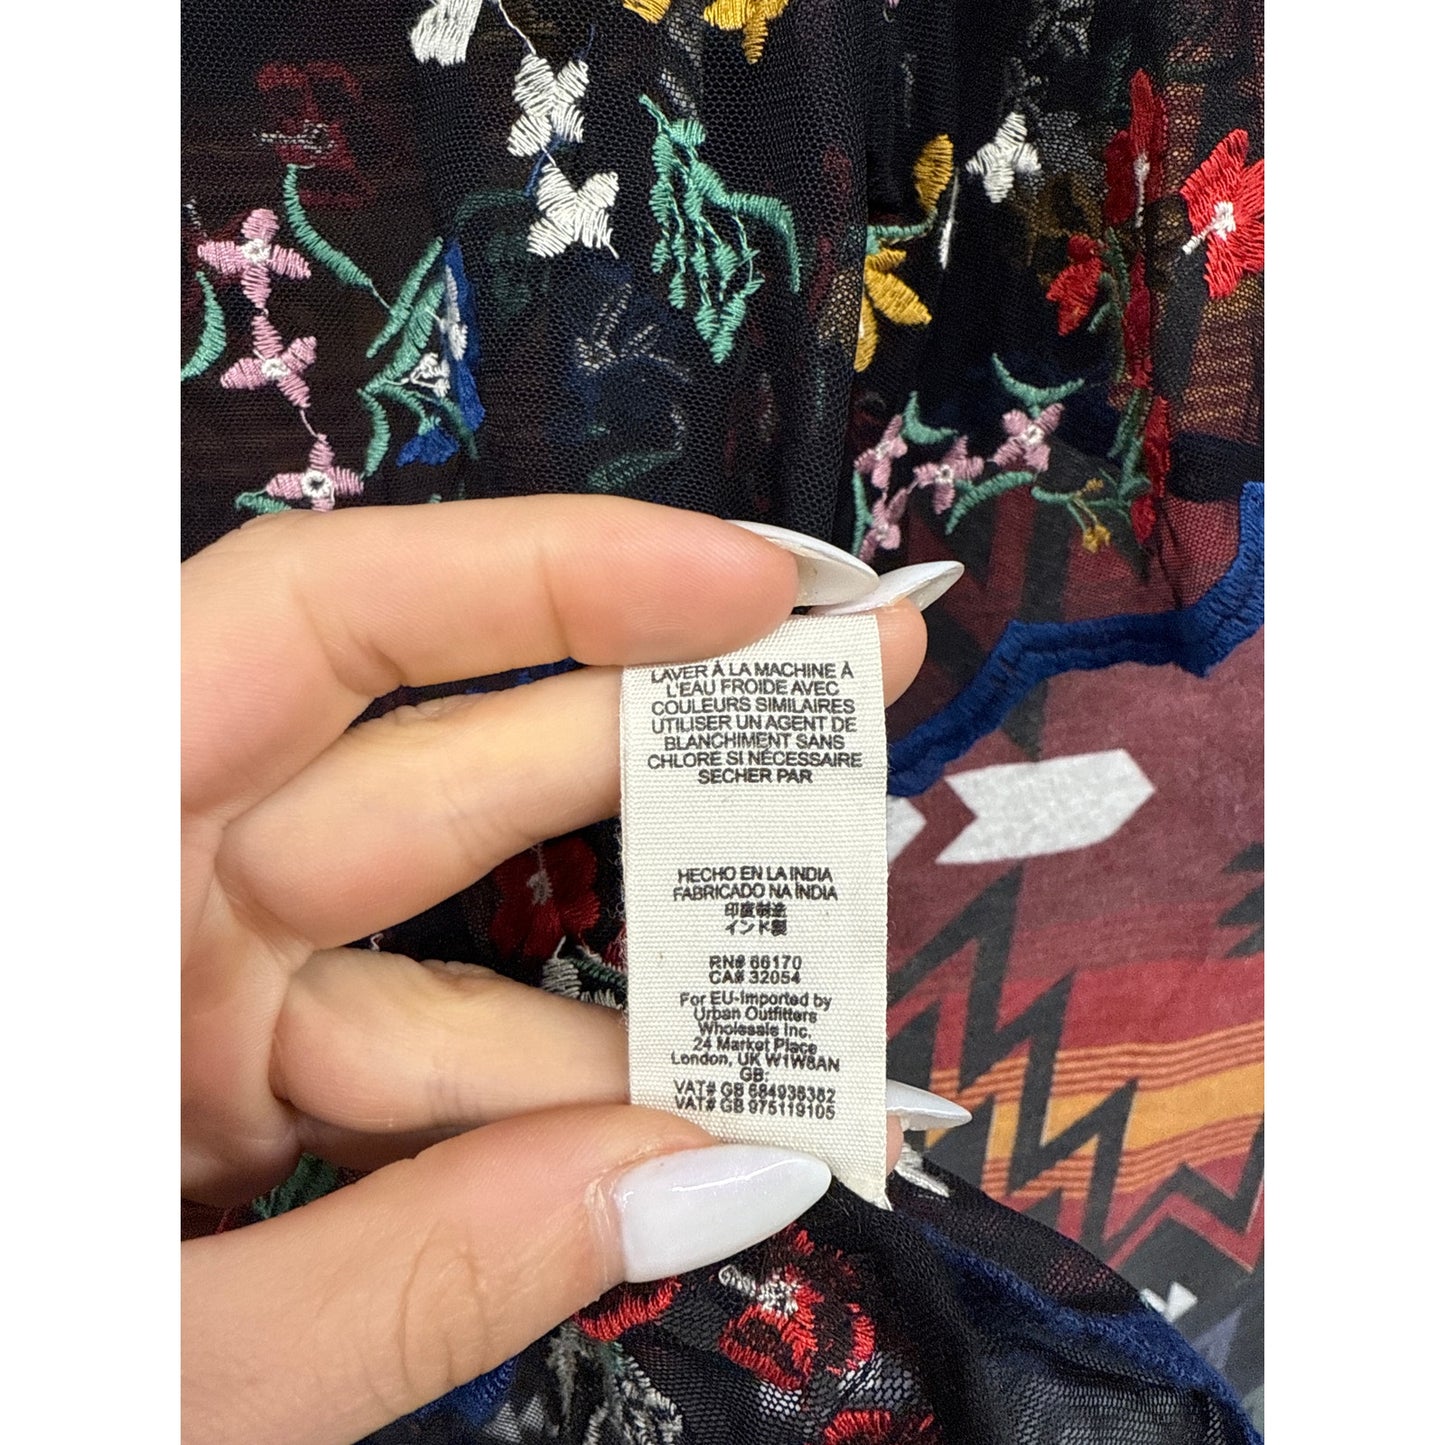 LAVER À LA MACHINE À
L'EAU FROIDE AVEC
COULEURS SIMILAIRES
UTILISER UN AGENT DE
BLANCHIMENT SANS
CHLORE SI NÉCESSAIRE
SECHER PAR
HECHO EN LA INDIA
FABRICADO NA ÍNDIA
印度制造
インド製
RN# 66170
CA# 32054
For EU-Imported by
Urban Outfitters
Wholesale Inc.
24 Market Place
London, UK W1W8AN
GB:
VAT# GB 684938382
VAT# GB 975119105